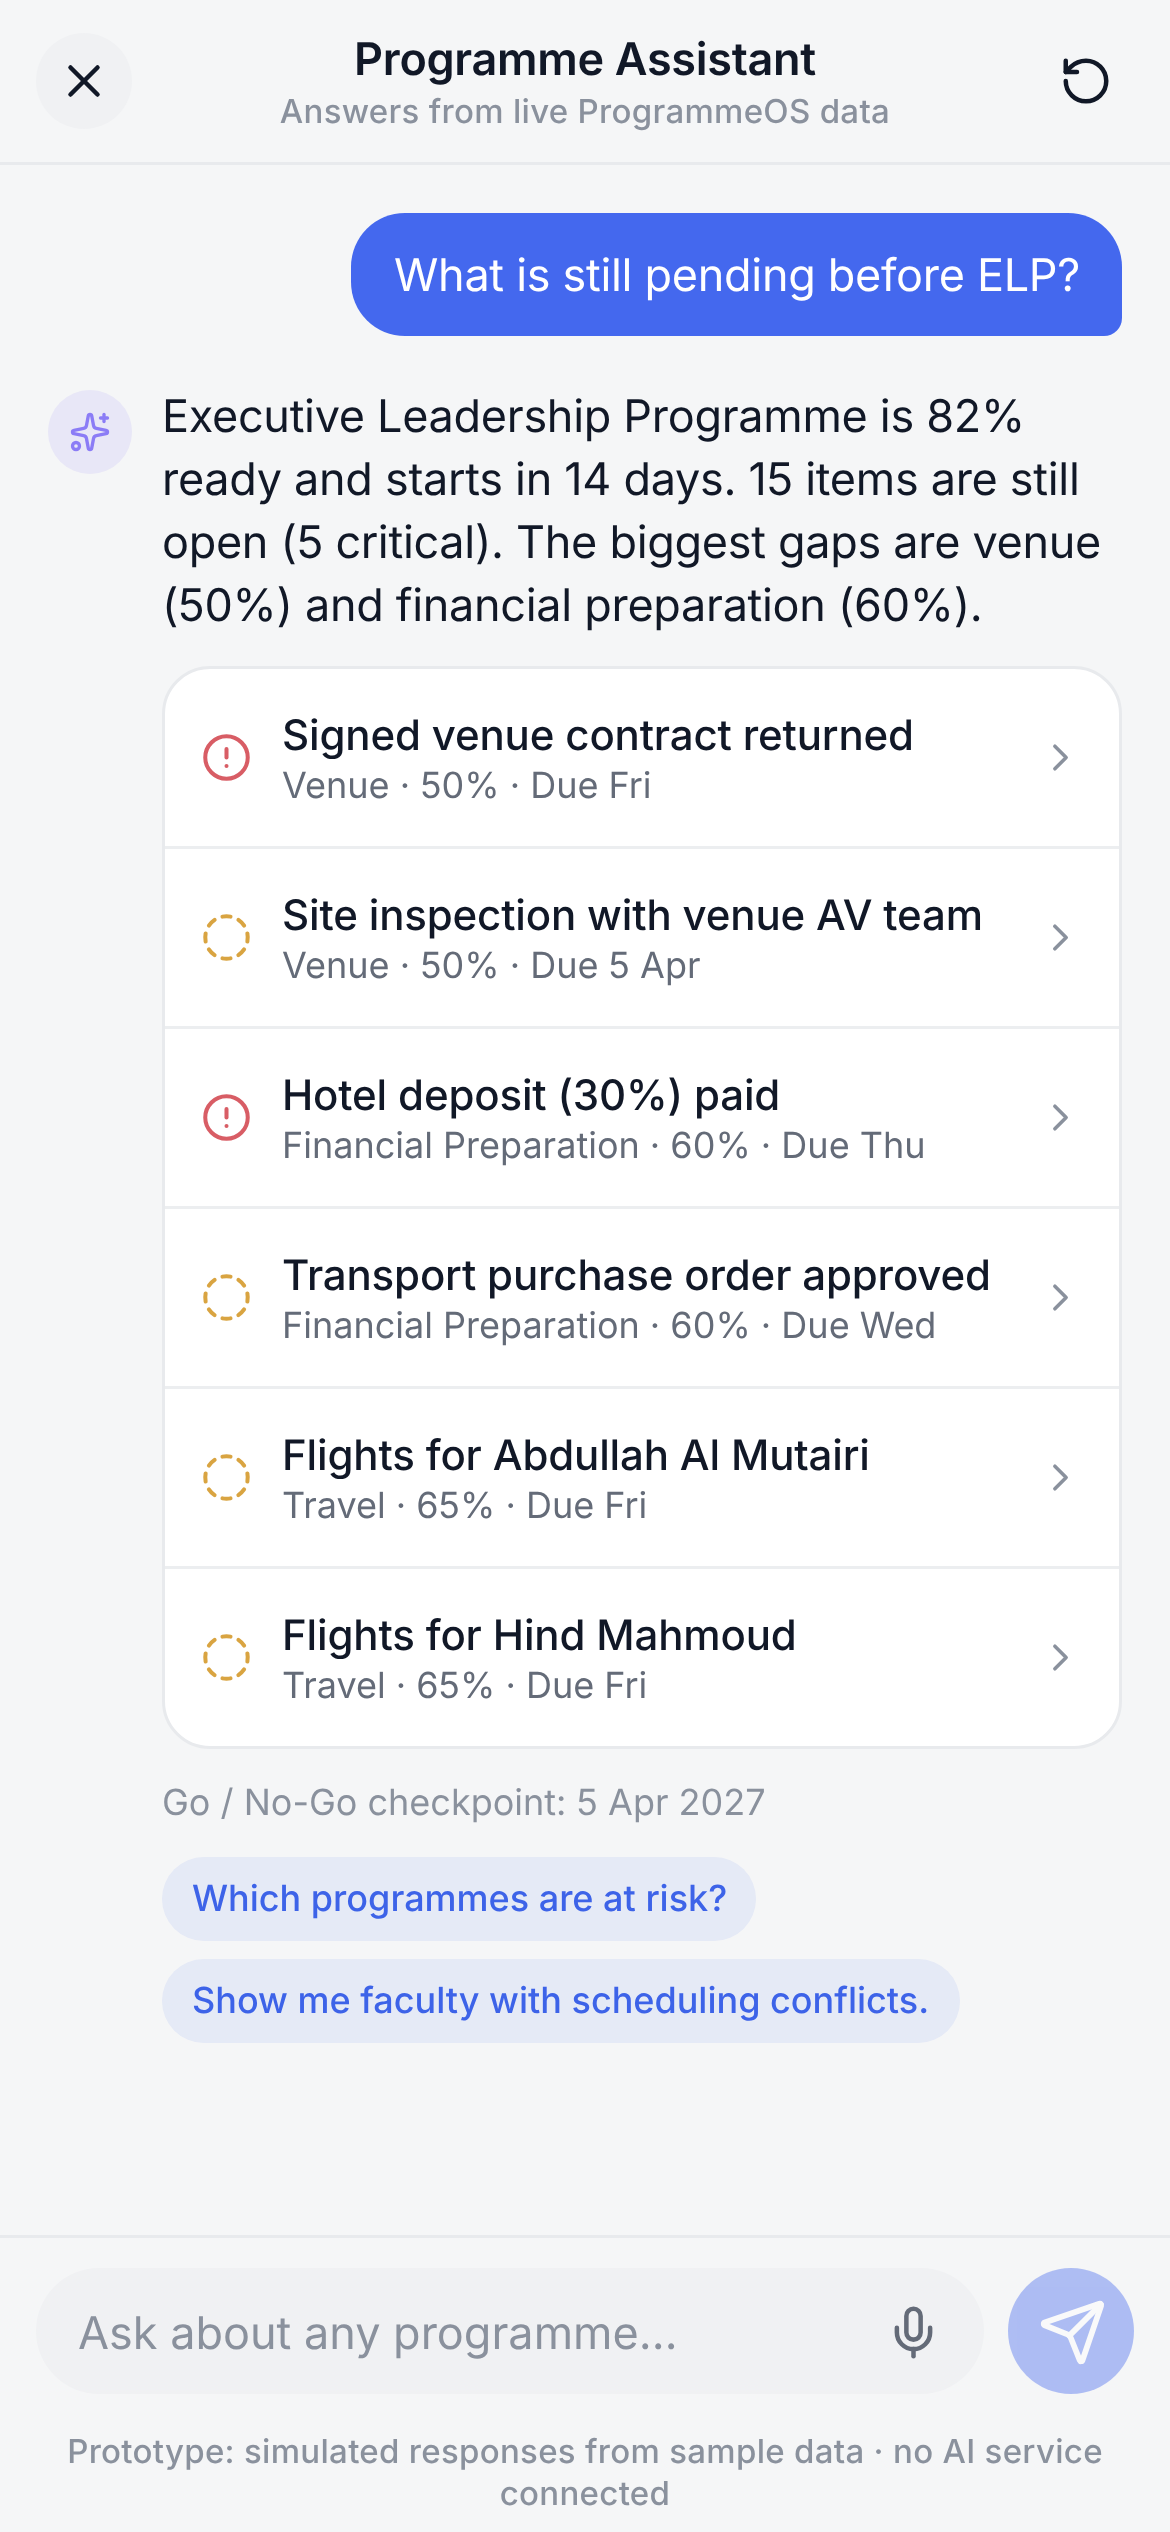 Programme Assistant
Answers from live ProgrammeOS data
What is still pending before ELP?
Executive Leadership Programme is 82%
ready and starts in 14 days. 15 items are still
open (5 critical). The biggest gaps are venue
(50%) and financial preparation (60%).
Signed venue contract returned
Venue · 50% · Due Fri
Site inspection with venue AV team
Venue · 50% · Due 5 Apr
Hotel deposit (30%) paid
Financial Preparation · 60% · Due Thu
Transport purchase order approved
Financial Preparation · 60% · Due Wed
Flights for Abdullah Al Mutairi
Travel · 65% · Due Fri
Flights for Hind Mahmoud
Travel · 65% · Due Fri
Go / No-Go checkpoint: 5 Apr 2027
Which programmes are at risk?
Show me faculty with scheduling conflicts.
Ask about any programme...
Prototype: simulated responses from sample data · no AI service
connected